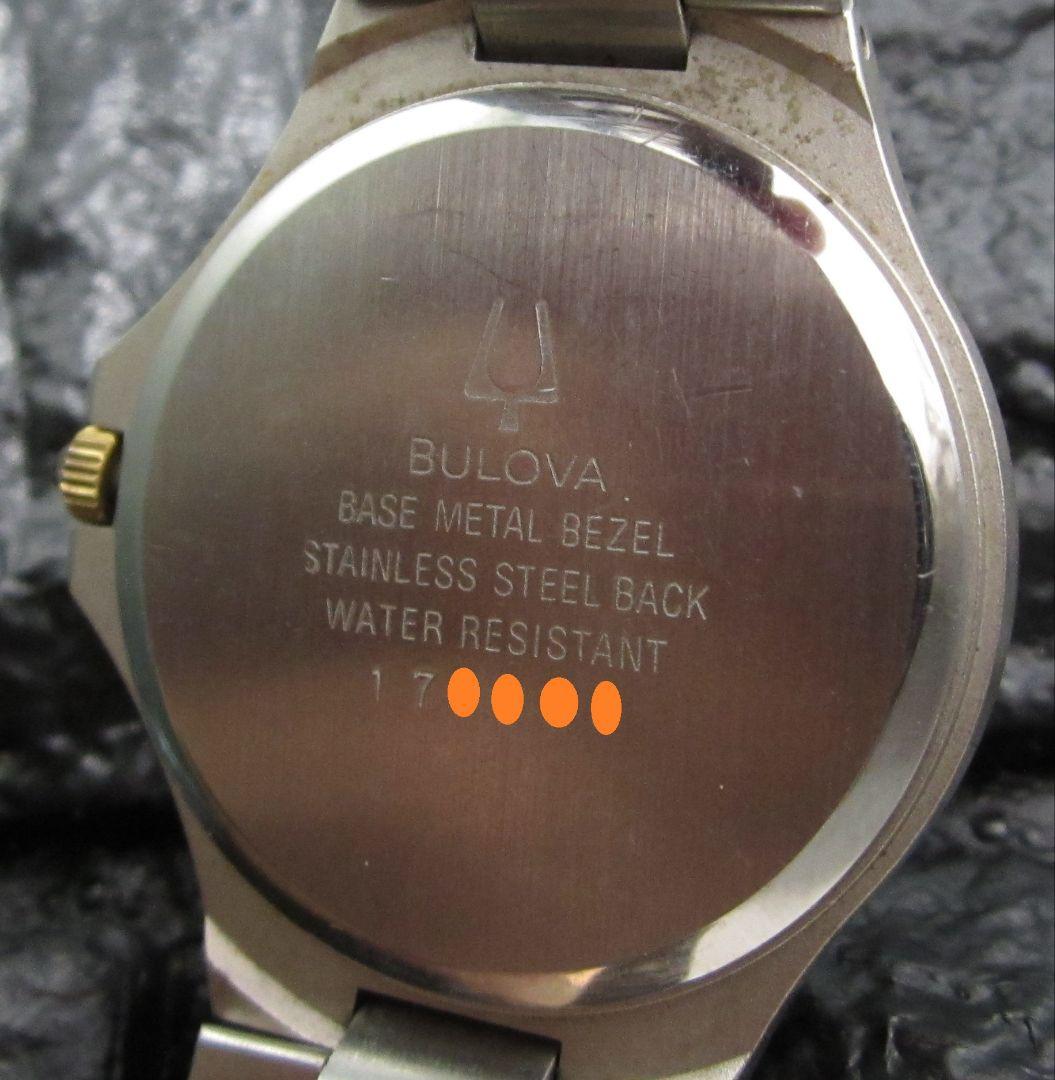 BULOVA
BASE METAL BEZEL
STAINLESS STEEL BACK
WATER RESISTANT
1 7